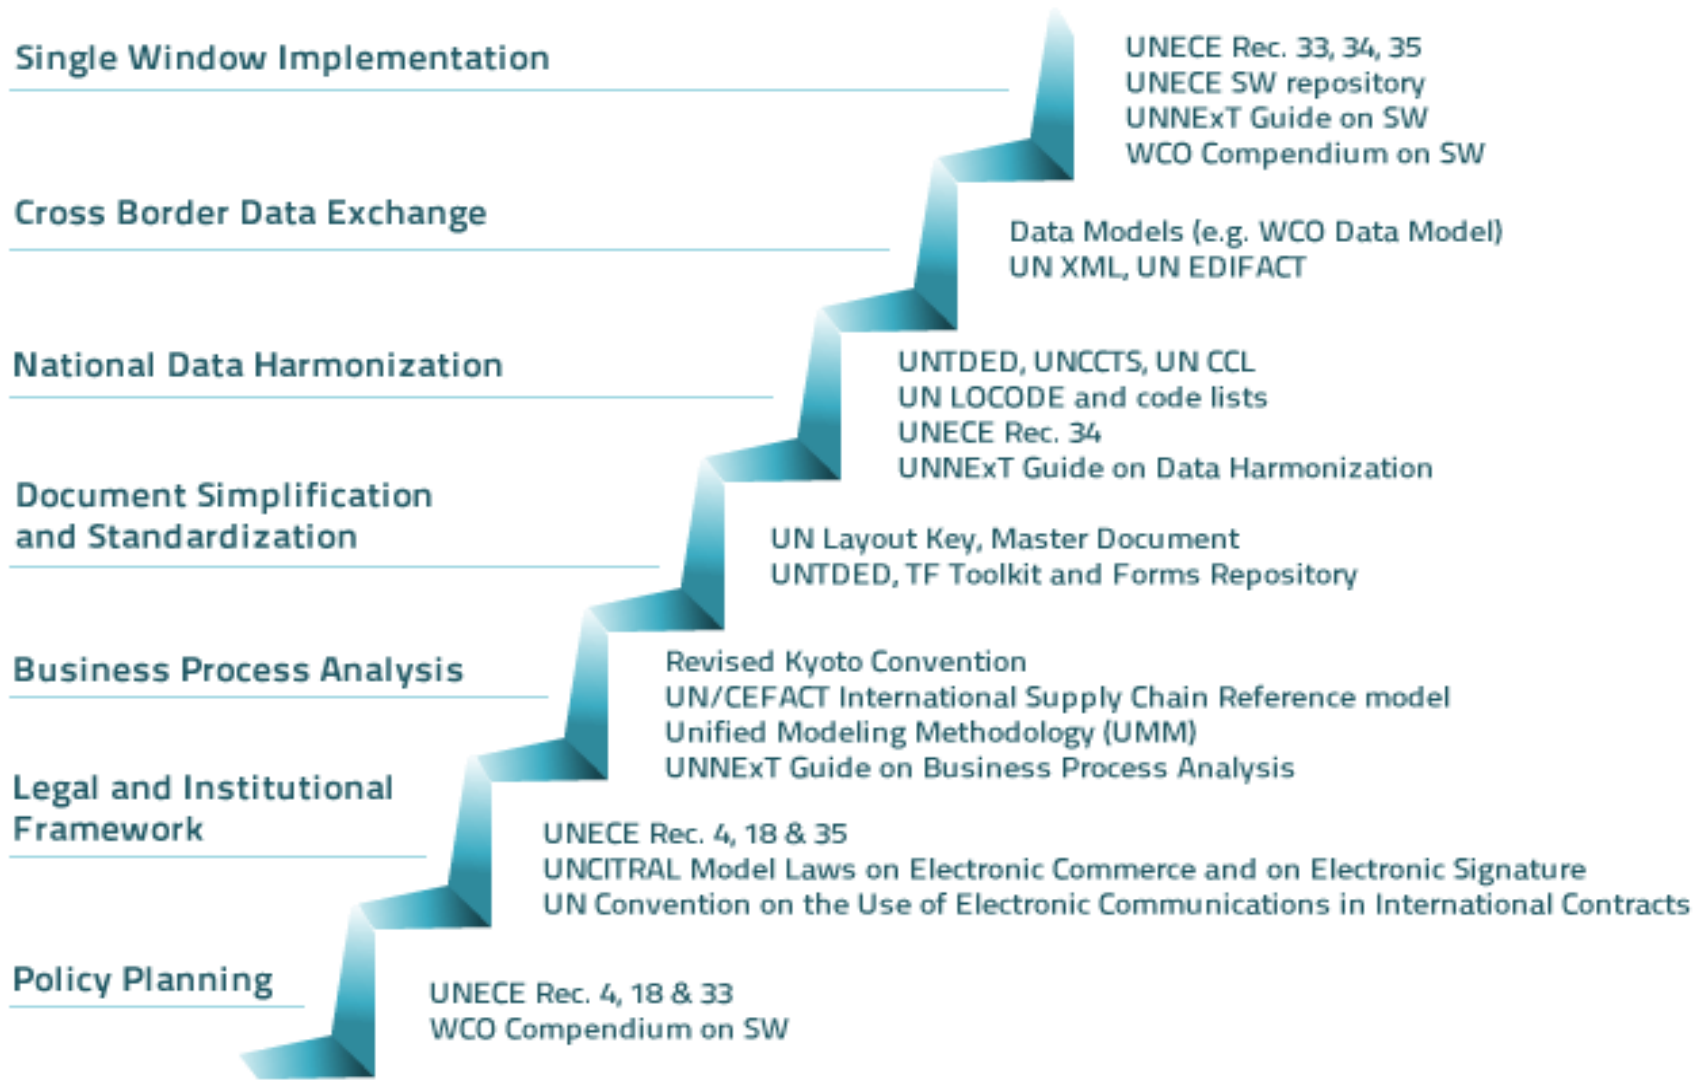 Single Window Implementation
UNECE Rec. 33, 34, 35
UNECE SW repository
UNNExT Guide on SW
WCO Compendium on SW
Cross Border Data Exchange
Data Models (e.g. WCO Data Model)
UN XML, UN EDIFACT
National Data Harmonization
UNTDED, UNCCTS, UN CCL
UN LOCODE and code lists
UNECE Rec. 34
UNNExT Guide on Data Harmonization
Document Simplification
and Standardization
UN Layout Key, Master Document
UNTDED, TF Toolkit and Forms Repository
Business Process Analysis
Revised Kyoto Convention
UN/CEFACT International Supply Chain Reference model
Unified Modeling Methodology (UMM)
UNNExT Guide on Business Process Analysis
Legal and Institutional
Framework
UNECE Rec. 4, 18 & 35
UNCITRAL Model Laws on Electronic Commerce and on Electronic Signature
UN Convention on the Use of Electronic Communications in International Contracts
Policy Planning
UNECE Rec. 4, 18 & 33
WCO Compendium on SW